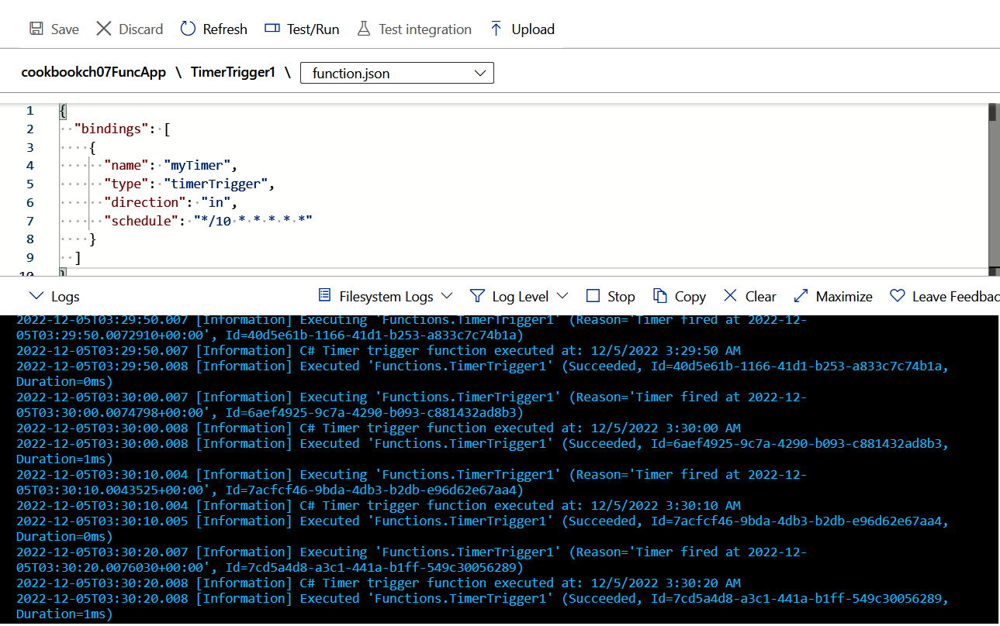 Save Discard Refresh Test/Run Test integration Upload
cookbookch07FuncApp \ TimerTrigger1 \ function.json
1 {
2 "bindings": [
3 {
4 "name": "myTimer",
5 "type": "timerTrigger",
6 "direction": "in",
7 "schedule": "*/10 * * * * *"
8 }
9 ]
10 }
Logs Filesystem Logs Log Level Stop Copy Clear Maximize Leave Feedbac
2022-12-05T03:29:50.007 [Information] Executing 'Functions.TimerTrigger1' (Reason='Timer fired at 2022-12-
05T03:29:50.0072910+00:00', Id=40d5e61b-1166-41d1-b253-a833c7c74b1a)
2022-12-05T03:29:50.007 [Information] C# Timer trigger function executed at: 12/5/2022 3:29:50 AM
2022-12-05T03:29:50.008 [Information] Executed 'Functions.TimerTrigger1' (Succeeded, Id=40d5e61b-1166-41d1-b253-a833c7c74b1a,
Duration=0ms)
2022-12-05T03:30:00.007 [Information] Executing 'Functions.TimerTrigger1' (Reason='Timer fired at 2022-12-
05T03:30:00.0074798+00:00', Id=6aef4925-9c7a-4290-b093-c881432ad8b3)
2022-12-05T03:30:00.008 [Information] C# Timer trigger function executed at: 12/5/2022 3:30:00 AM
2022-12-05T03:30:00.008 [Information] Executed 'Functions.TimerTrigger1' (Succeeded, Id=6aef4925-9c7a-4290-b093-c881432ad8b3,
Duration=1ms)
2022-12-05T03:30:10.004 [Information] Executing 'Functions.TimerTrigger1' (Reason='Timer fired at 2022-12-
05T03:30:10.0043525+00:00', Id=7acfcf46-9bda-4db3-b2db-e96d62e67aa4)
2022-12-05T03:30:10.004 [Information] C# Timer trigger function executed at: 12/5/2022 3:30:10 AM
2022-12-05T03:30:10.005 [Information] Executed 'Functions.TimerTrigger1' (Succeeded, Id=7acfcf46-9bda-4db3-b2db-e96d62e67aa4,
Duration=0ms)
2022-12-05T03:30:20.007 [Information] Executing 'Functions.TimerTrigger1' (Reason='Timer fired at 2022-12-
05T03:30:20.0076030+00:00', Id=7cd5a4d8-a3c1-441a-b1ff-549c30056289)
2022-12-05T03:30:20.008 [Information] C# Timer trigger function executed at: 12/5/2022 3:30:20 AM
2022-12-05T03:30:20.008 [Information] Executed 'Functions.TimerTrigger1' (Succeeded, Id=7cd5a4d8-a3c1-441a-b1ff-549c30056289,
Duration=1ms)